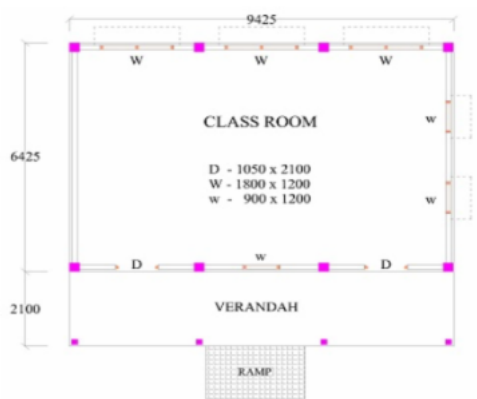 9425
W W W
6425
CLASS ROOM
w
D - 1050 x 2100
W - 1800 x 1200
w - 900 x 1200
w
D w D
2100
VERANDAH
RAMP